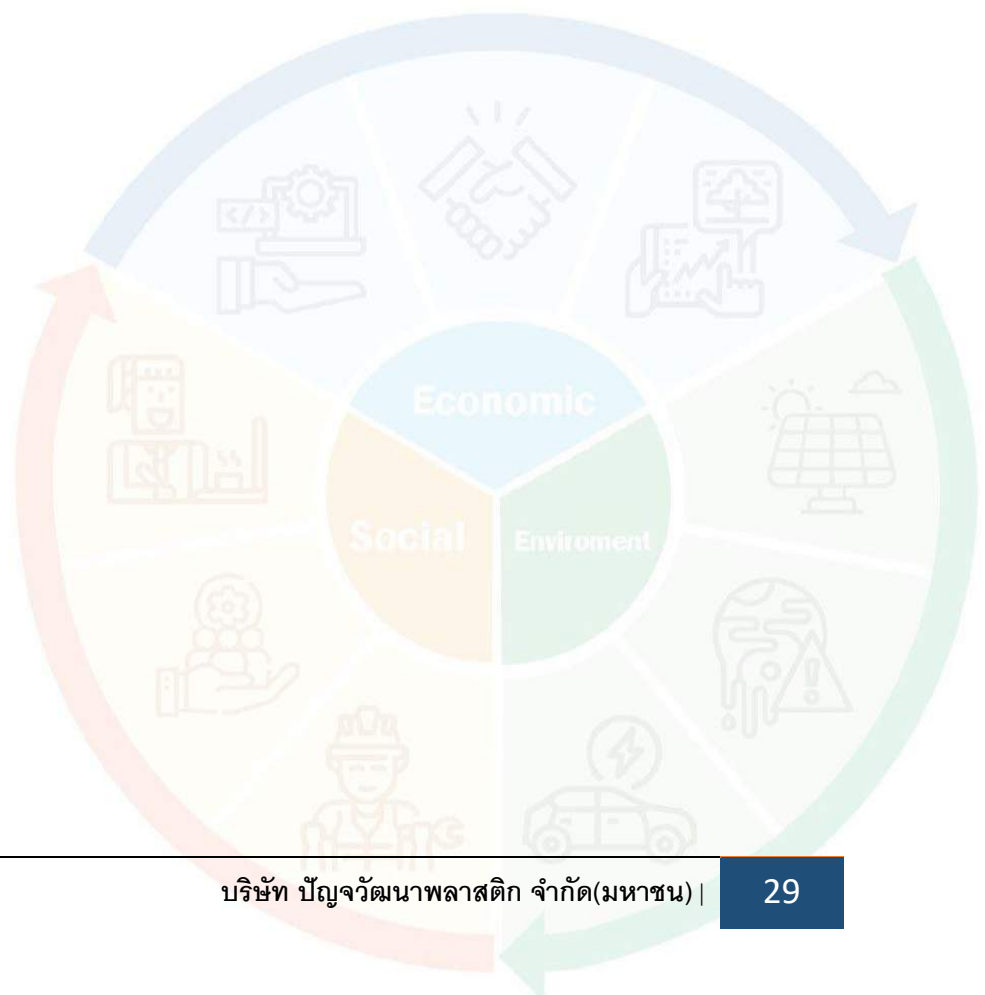 </>
Economic
Social
Enviroment
บริษัท ปัญจวัฒนาพลาสติก จำกัด(มหาชน) |
29